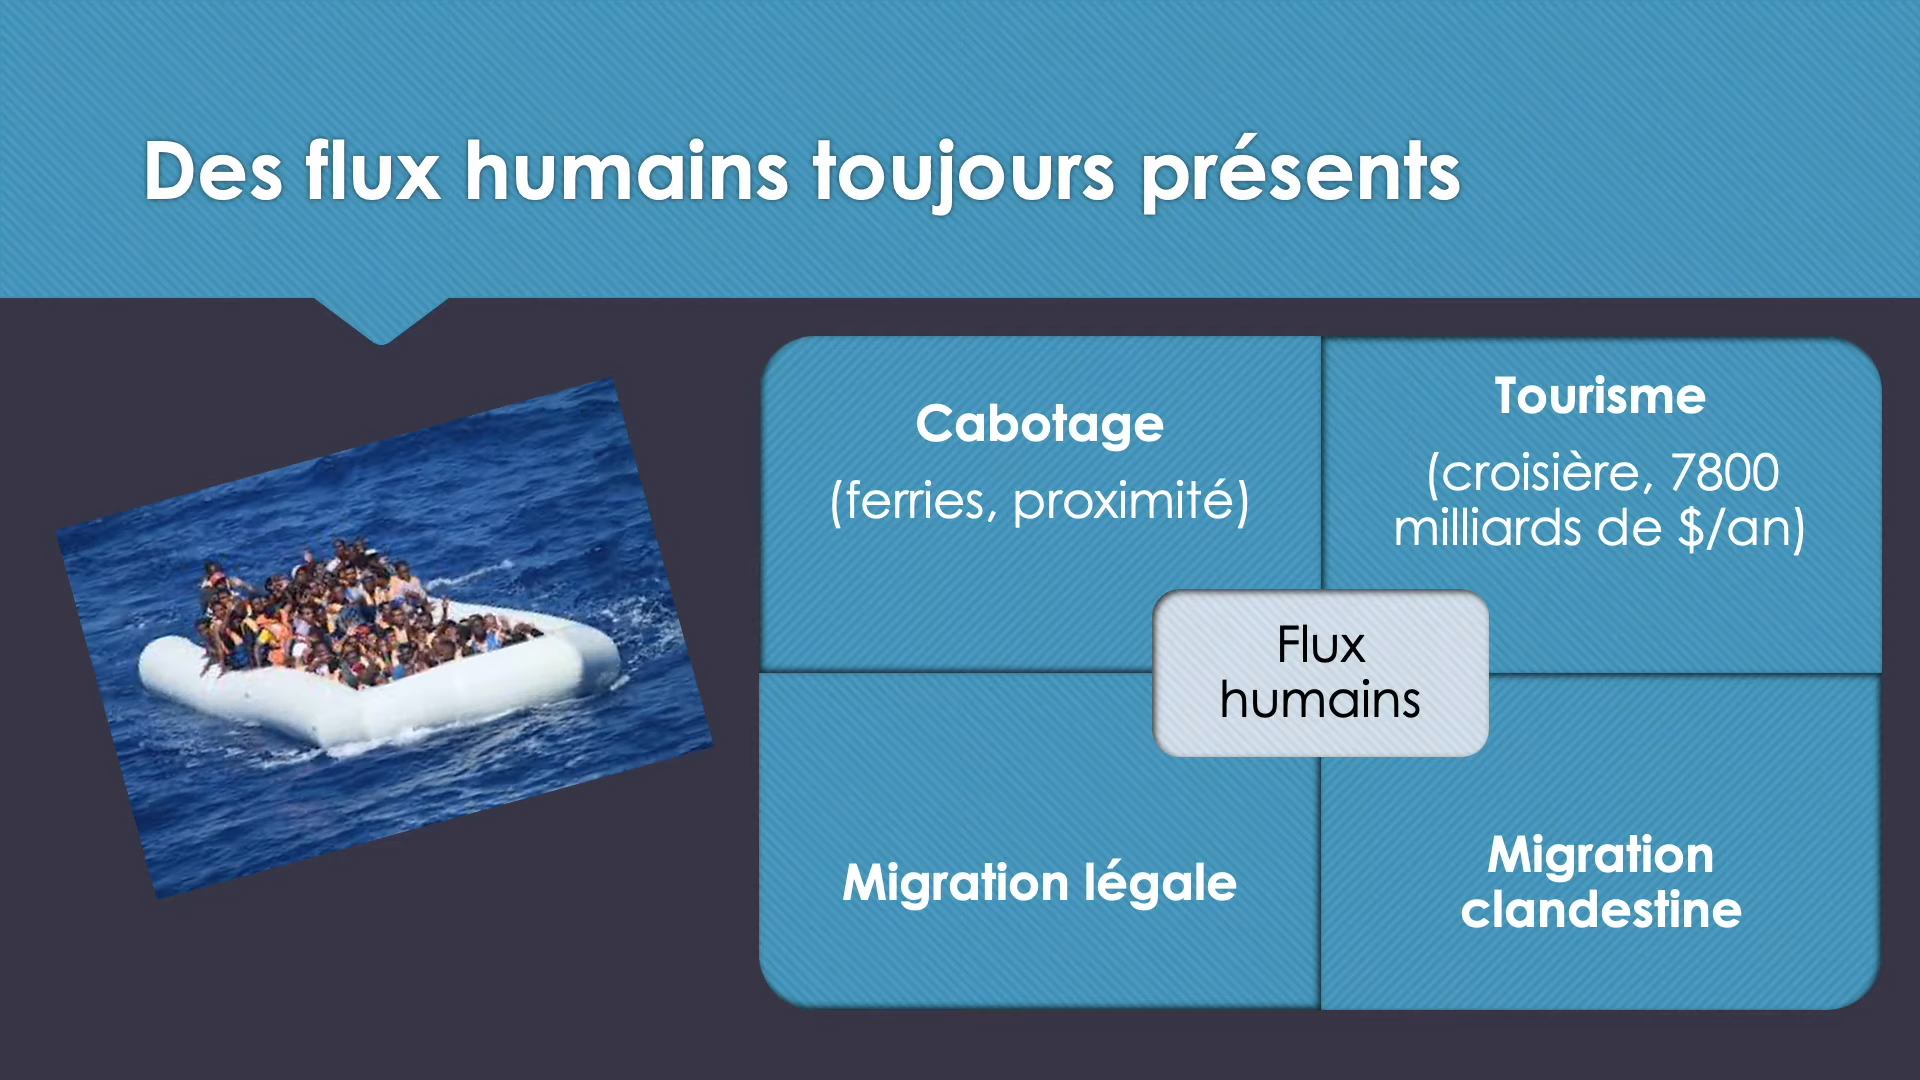 Des flux humains toujours présents
Cabotage
(ferries, proximité)
Tourisme
(croisière, 7800
milliards de $/an)
Flux
humains
Migration légale
Migration
clandestine